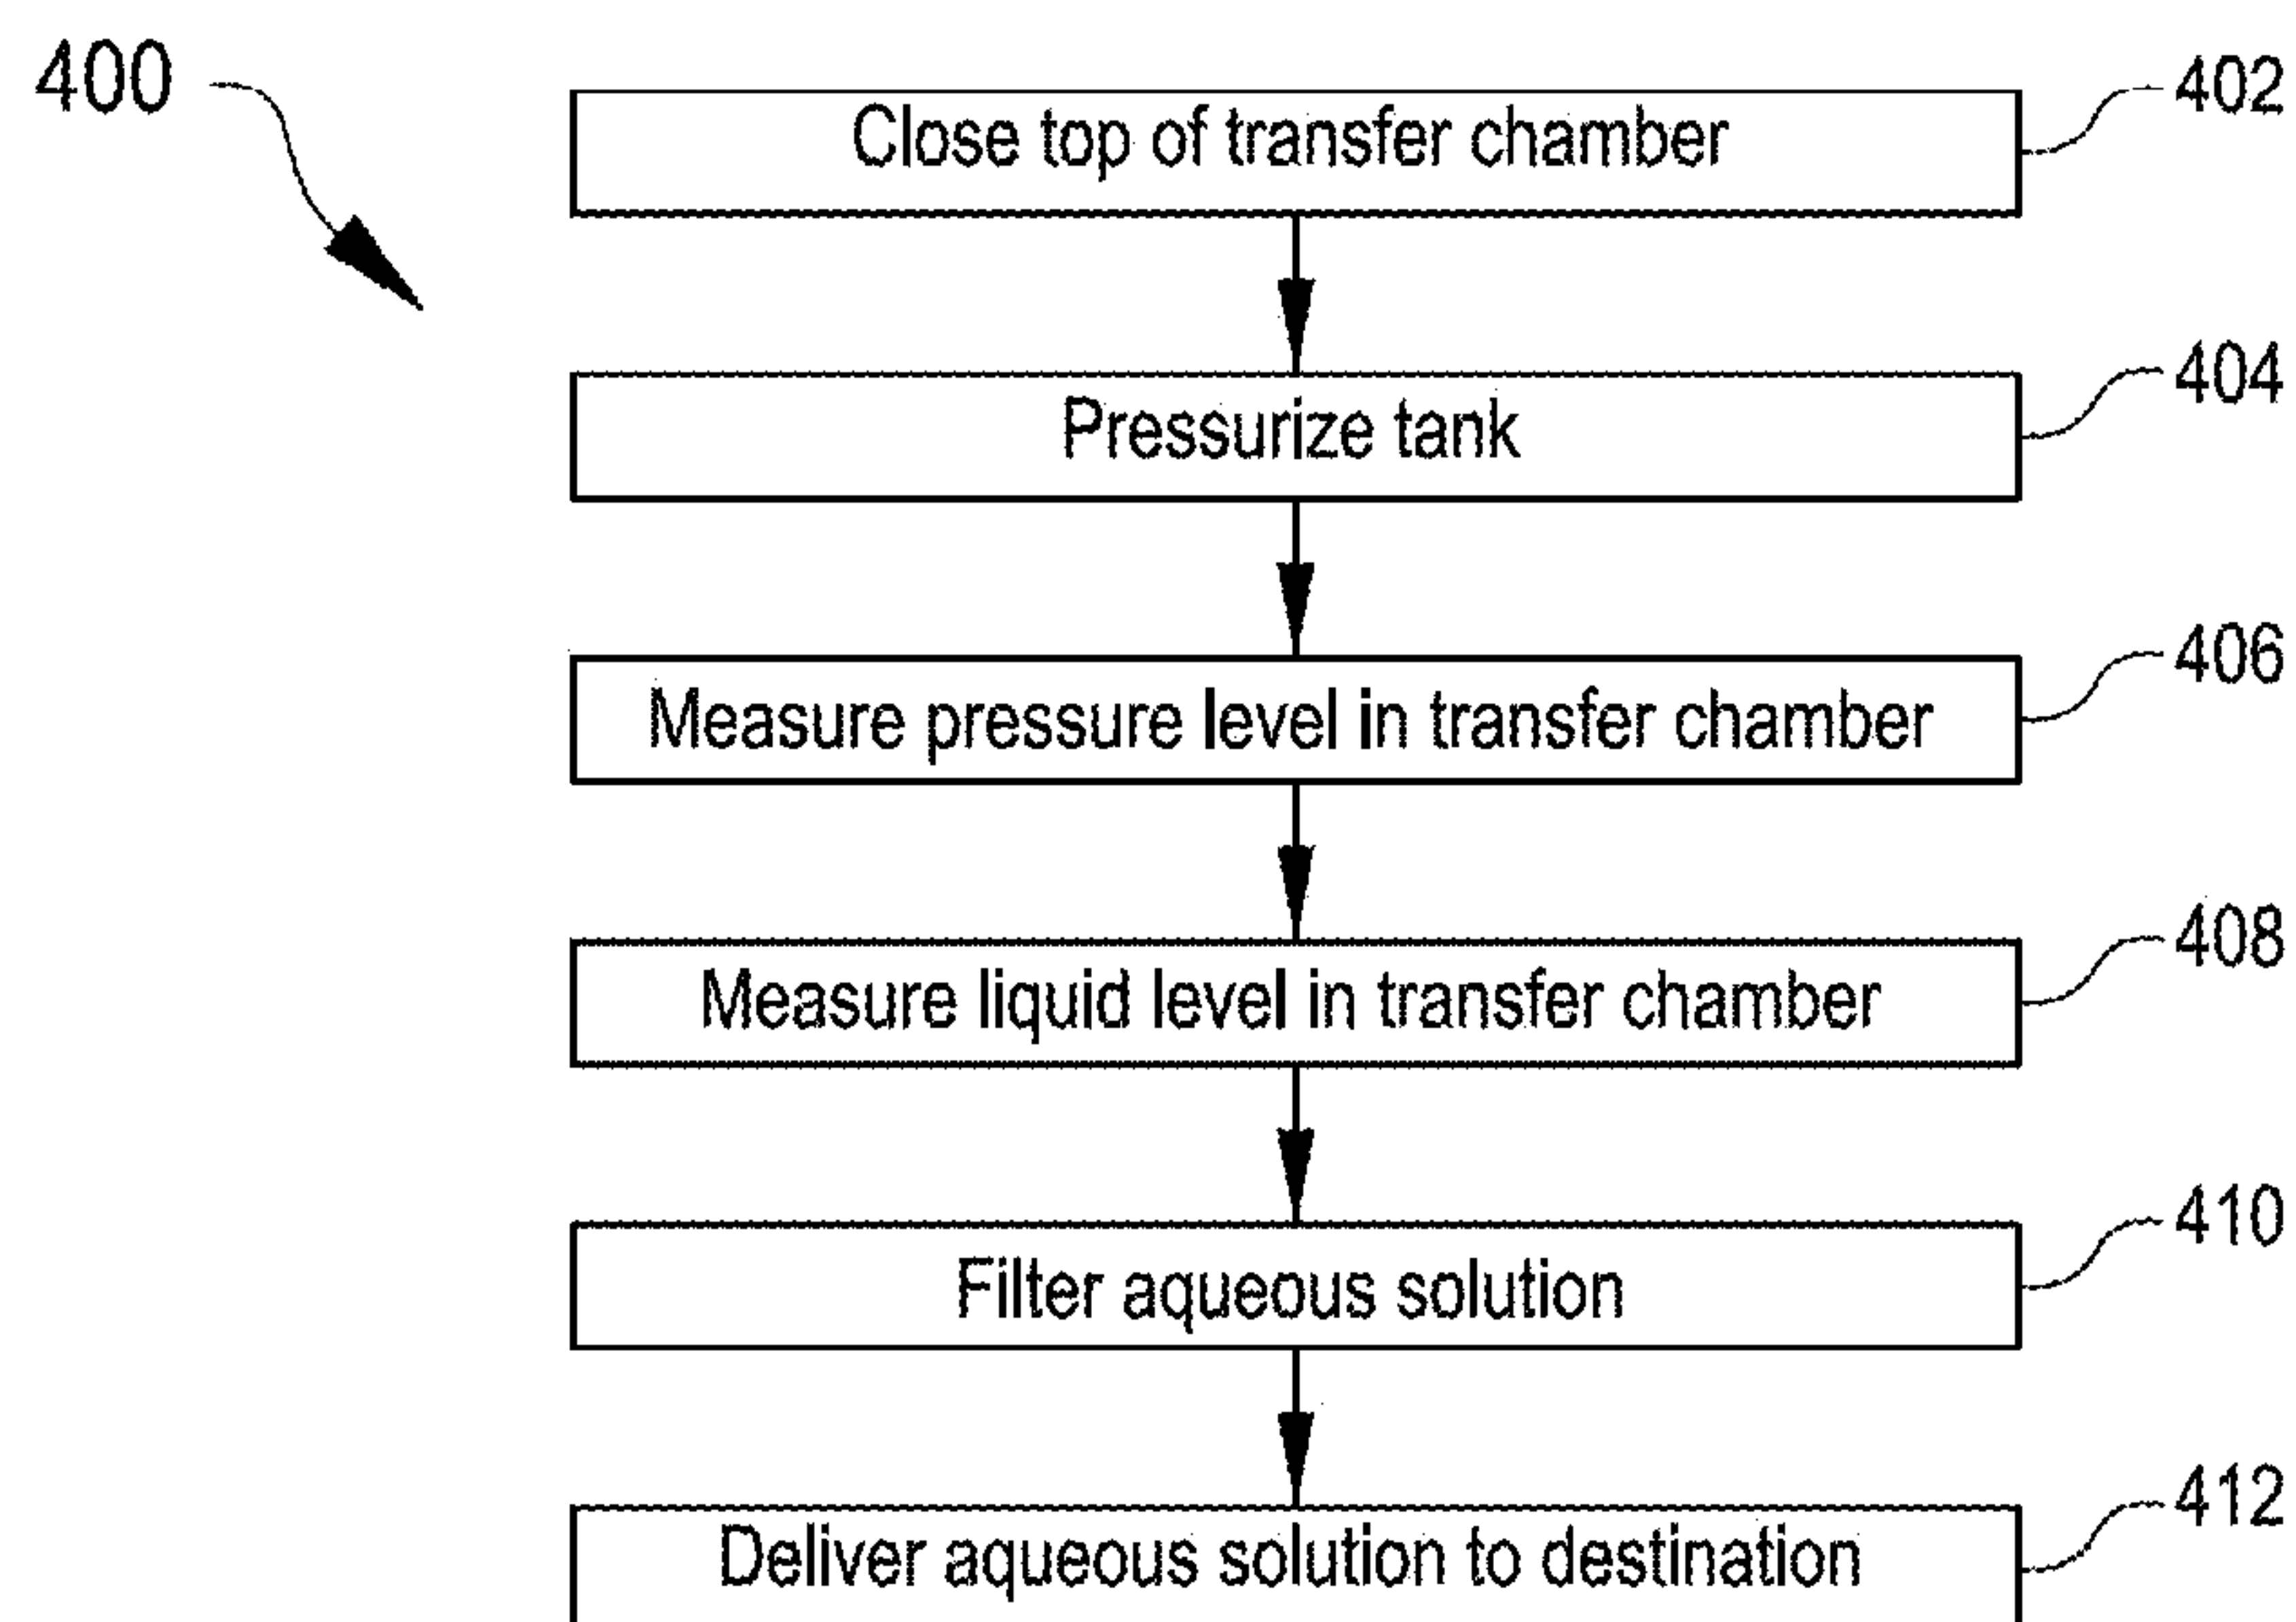 400
Close top of transfer chamber
402
Pressurize tank
404
Measure pressure level in transfer chamber
406
Measure liquid level in transfer chamber
408
Filter aqueous solution
410
Deliver aqueous solution to destination
412